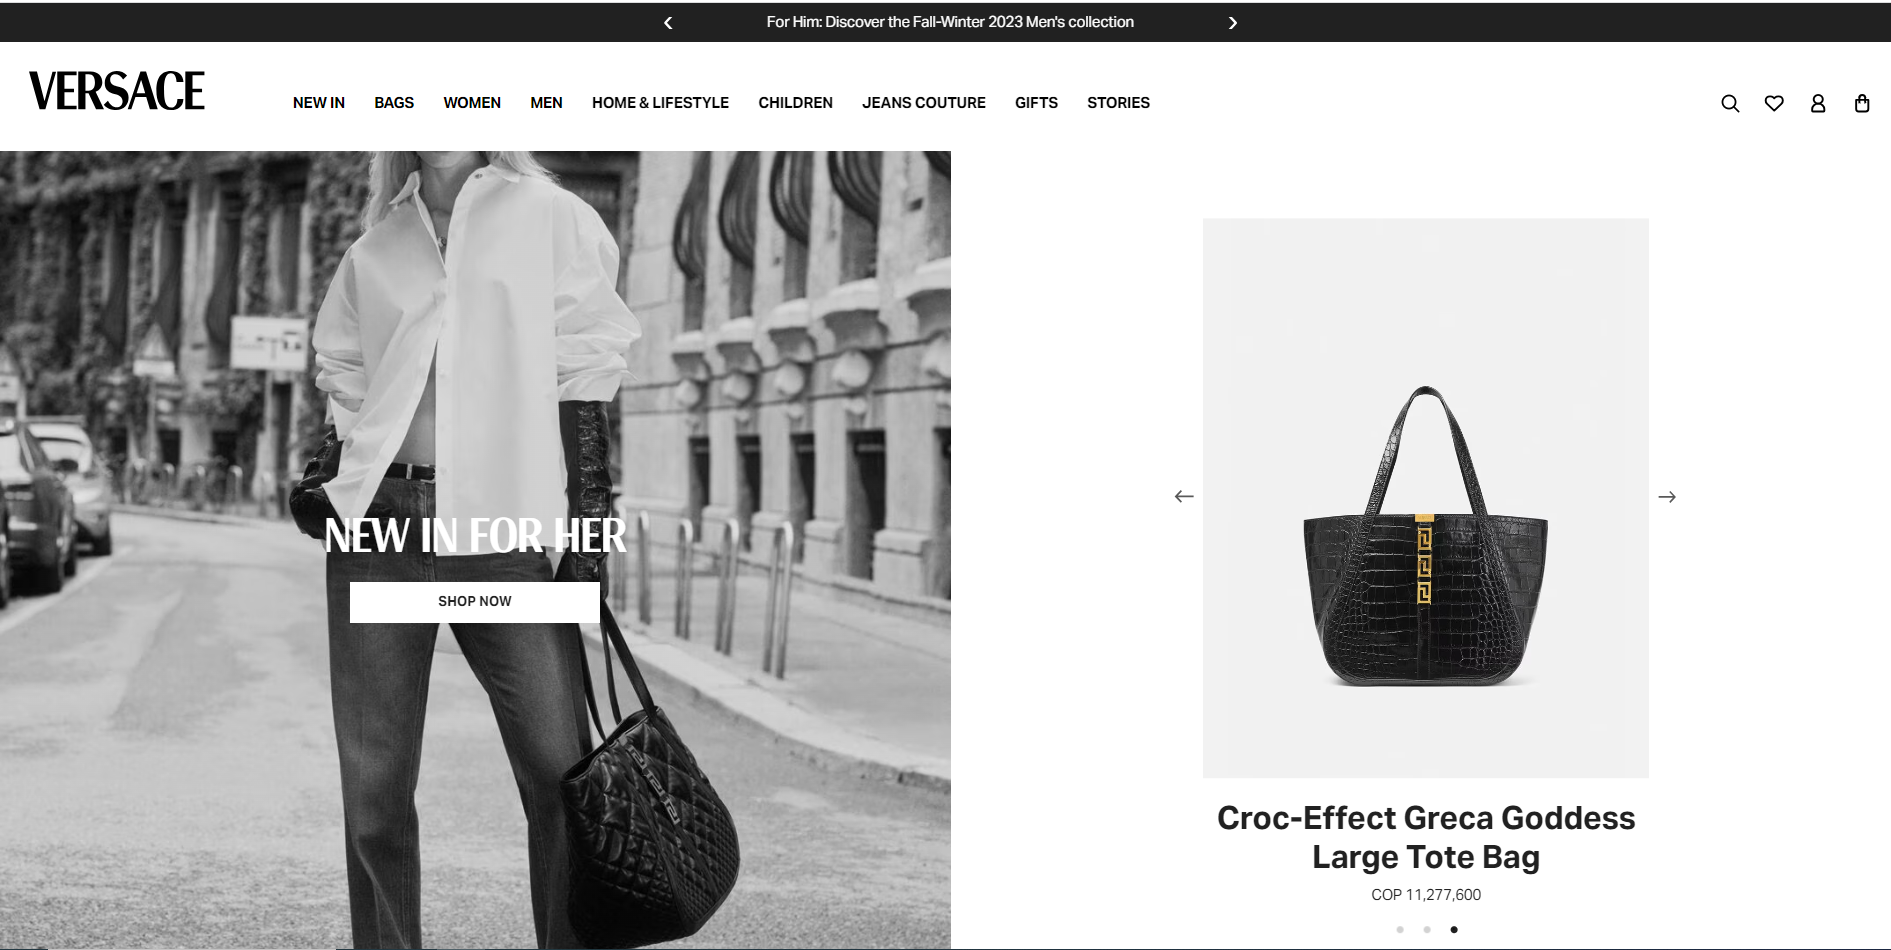 For Him: Discover the Fall-Winter 2023 Men's collection
VERSACE
NEW IN BAGS WOMEN MEN HOME & LIFESTYLE CHILDREN JEANS COUTURE GIFTS STORIES
NEW IN FOR HER
SHOP NOW
Croc-Effect Greca Goddess
Large Tote Bag
COP 11,277,600